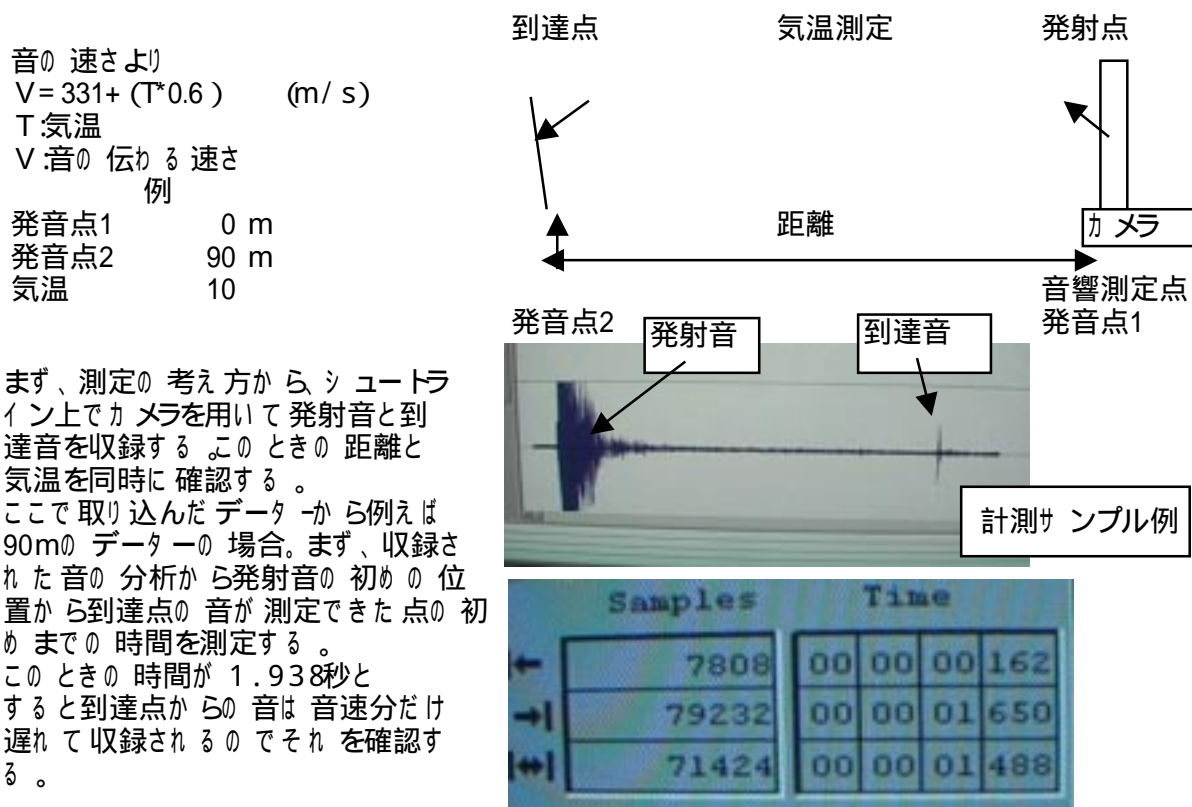 音の速さより
V=331+(T*0.6) (m/s)
T:気温
V:音の伝わる速さ
例
発音点1 0 m
発音点2 90 m
気温 10
まず、測定の考え方から、シュートラ
イン上でカメラを用いて発射音と到
達音を収録する。このときの距離と
気温を同時に確認する。
ここで取り込んだデーターから例えば
90mのデーターの場合。まず、収録さ
れた音の分析から発射音の初めの位
置から到達点の音が測定できた点の初
めまでの時間を測定する。
このときの時間が 1.938秒と
すると到達点からの音は音速分だけ
遅れて収録されるのでそれを確認す
る。
到達点 気温測定 発射点
距離
カメラ
音響測定点
発音点2 発音点1
発射音 到達音
計測サンプル例
Samples Time
7808 00 00 00 162
79232 00 00 01 650
71424 00 00 01 488